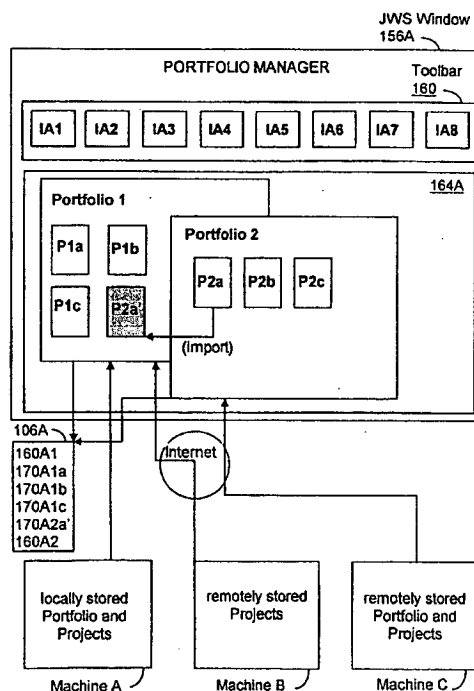 JWS Window
156A
PORTFOLIO MANAGER
Toolbar
160
IA1 IA2 IA3 IA4 IA5 IA6 IA7 IA8
164A
Portfolio 1
P1a P1b
P1c P2a'
Portfolio 2
P2a P2b P2c
(import)
106A
160A1
170A1a
170A1b
170A1c
170A2a'
160A2
Internet
locally stored
Portfolio and
Projects
Machine A
remotely stored
Projects
Machine B
remotely stored
Portfolio and
Projects
Machine C